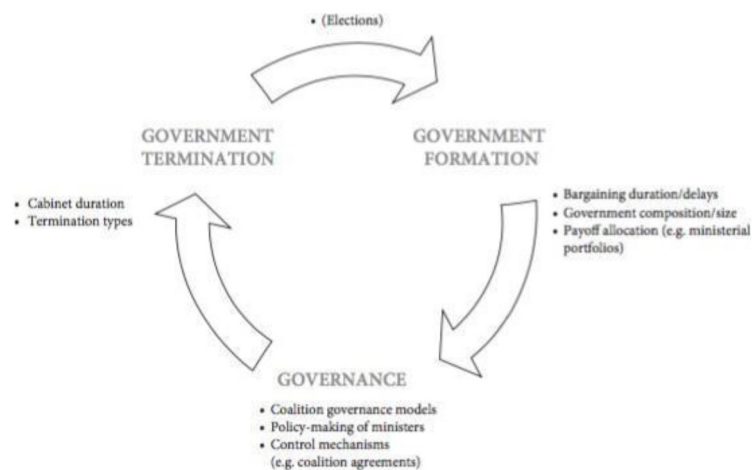 • (Elections)
GOVERNMENT
TERMINATION
GOVERNMENT
FORMATION
• Cabinet duration
• Termination types
• Bargaining duration/delays
• Government composition/size
• Payoff allocation (e.g. ministerial
portfolios)
GOVERNANCE
• Coalition governance models
• Policy-making of ministers
• Control mechanisms
(e.g. coalition agreements)